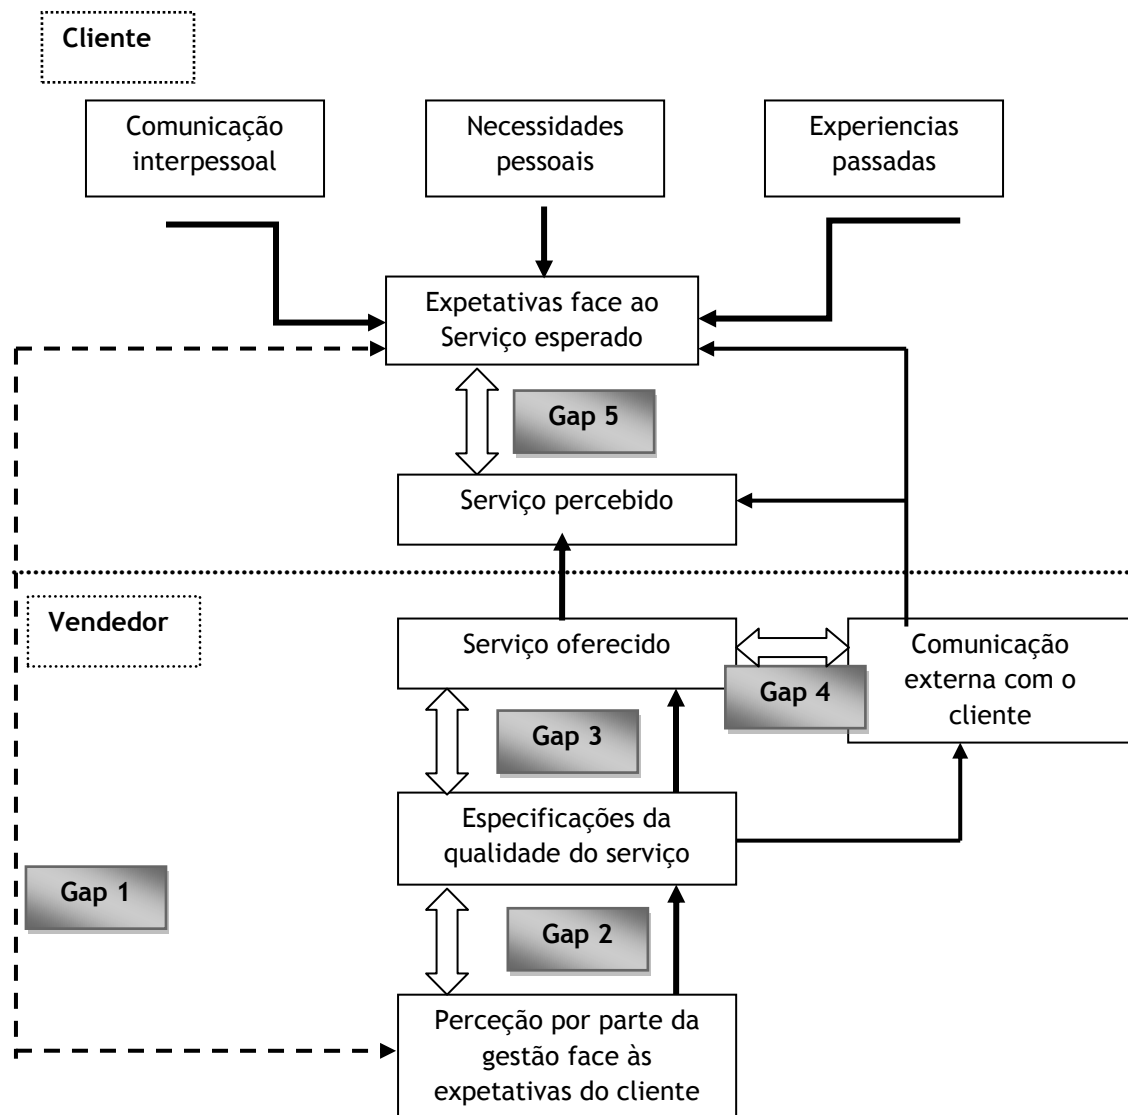 Cliente
Comunicação
interpessoal
Necessidades
pessoais
Experiencias
passadas
Expetativas face ao
Serviço esperado
Gap 5
Serviço percebido
Vendedor
Serviço oferecido
Comunicação
externa com o
cliente
Gap 4
Gap 3
Especificações da
qualidade do serviço
Gap 1
Gap 2
Perceção por parte da
gestão face às
expetativas do cliente